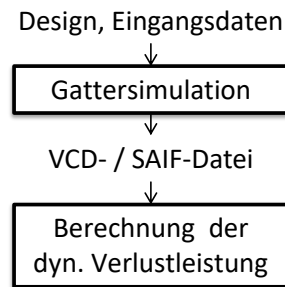 Design, Eingangsdaten
Gattersimulation
VCD- / SAIF-Datei
Berechnung der
dyn. Verlustleistung